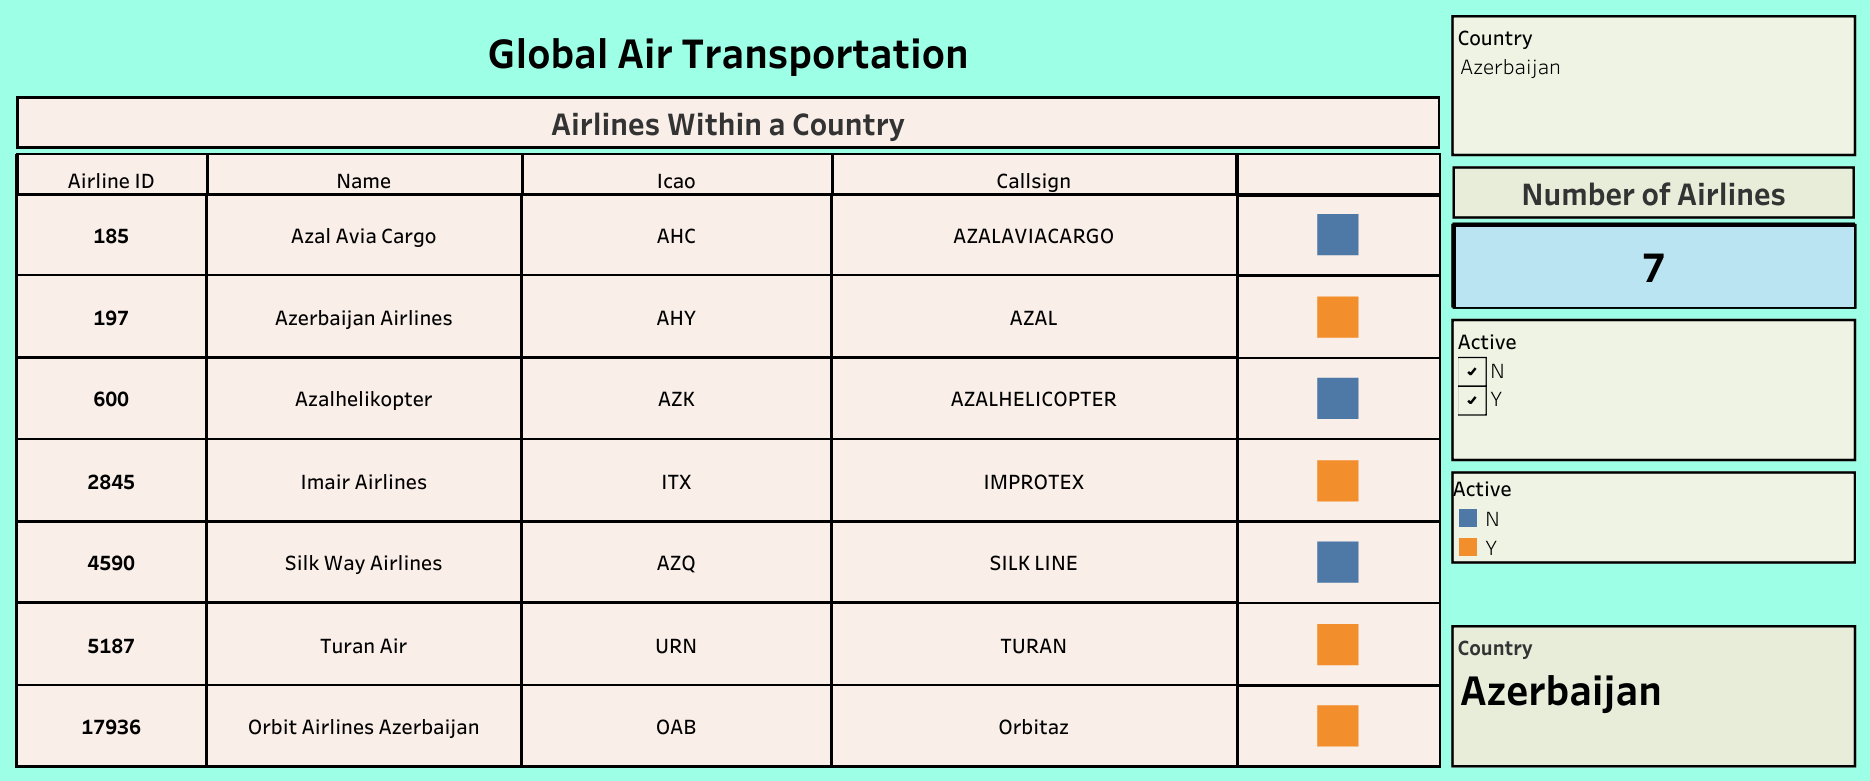 Global Air Transportation
Airlines Within a Country
Airline ID Name Icao Callsign
185 Azal Avia Cargo AHC AZALAVIACARGO
197 Azerbaijan Airlines AHY AZAL
600 Azalhelikopter AZK AZALHELICOPTER
2845 Imair Airlines ITX IMPROTEX
4590 Silk Way Airlines AZQ SILK LINE
5187 Turan Air URN TURAN
17936 Orbit Airlines Azerbaijan OAB Orbitaz
Country
Azerbaijan
Number of Airlines
7
Active
N
Y
Active
N
Y
Country
Azerbaijan